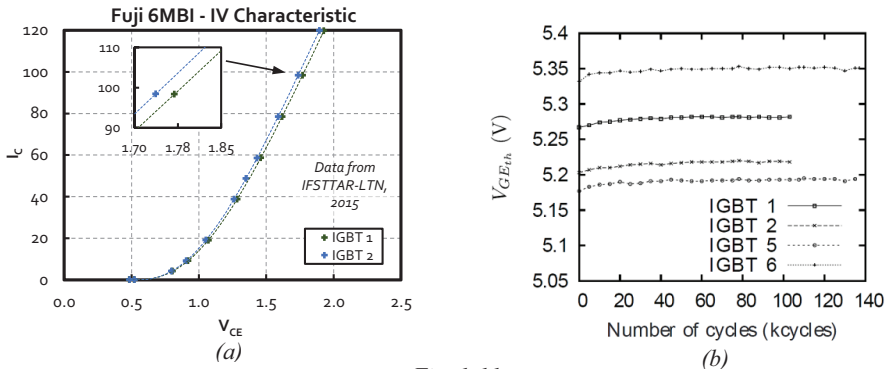 Fuji 6MBI - IV Characteristic
120
100
80
60
40
20
0
I_C
110
100
90
1.70 1.78 1.85
Data from
IFSTTAR-LTN,
2015
IGBT 1
IGBT 2
0.0 0.5 1.0 1.5 2.0 2.5
V_CE
(a)
5.4
5.35
5.3
5.25
5.2
5.15
5.1
5.05
V_GE_th (V)
IGBT 1
IGBT 2
IGBT 5
IGBT 6
0 20 40 60 80 100 120 140
Number of cycles (kcycles)
(b)